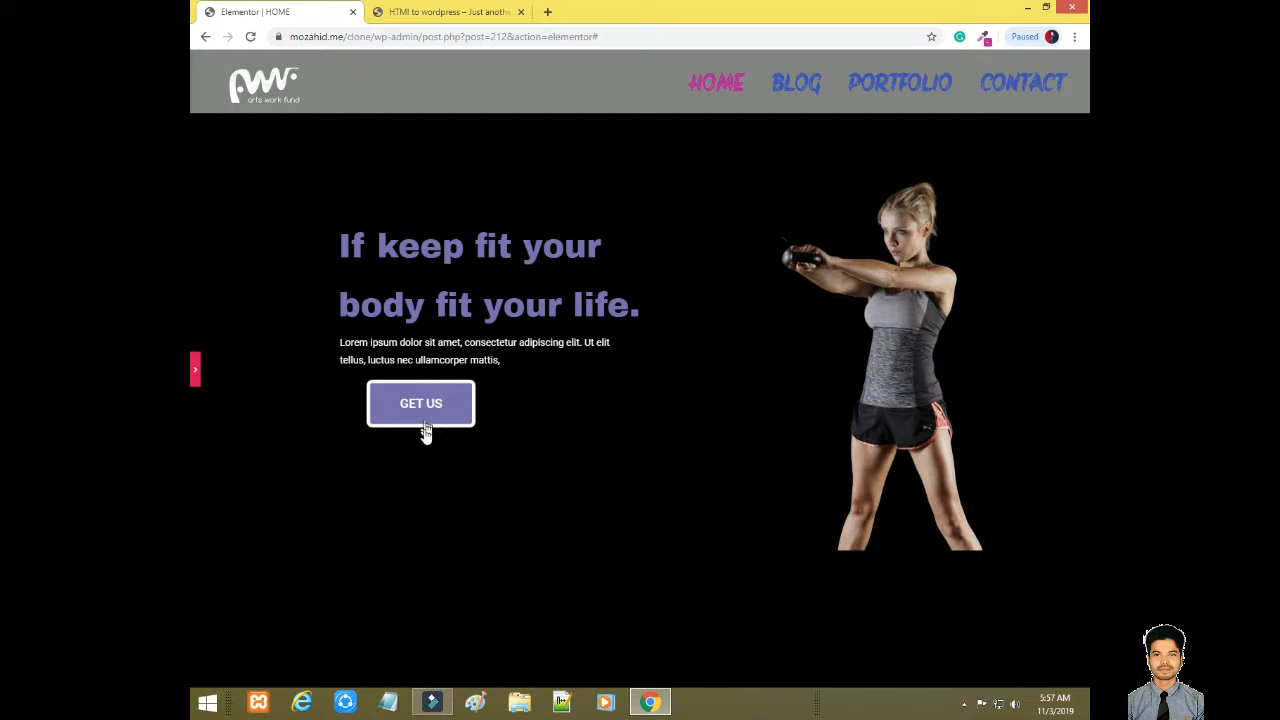 Elementor | HOME
HTMl to wordpress – Just anothe
mozahid.me/clone/wp-admin/post.php?post=212&action=elementor#
Paused
arts work fund
HOME BLOG PORTFOLIO CONTACT
If keep fit your
body fit your life.
Lorem ipsum dolor sit amet, consectetur adipiscing elit. Ut elit
tellus, luctus nec ullamcorper mattis,
GET US
5:57 AM
11/3/2019